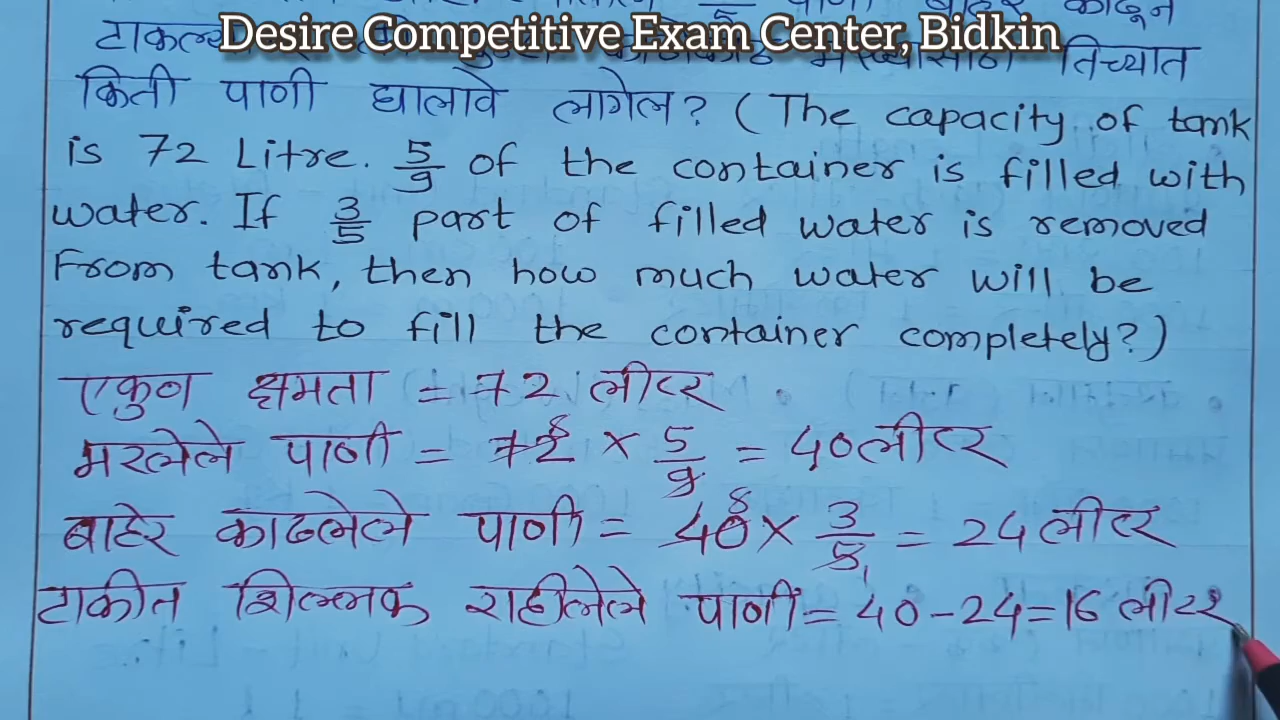 पाणी बाहेर काढून
Desire Competitive Exam Center, Bidkin
तिच्यात
किती पाणी घालावे लागेल? (The capacity of tank
is 72 Litre. 5/9 of the container is filled with
water. If 3/5 part of filled water is removed
From tank, then how much water will be
required to fill the container completely?)
एकुण क्षमता = 72 लीटर
भरलेले पाणी = 72 8 × 5/9 = 40 लीटर
बाहेर काढलेले पाणी = 40 8 × 3/5 1 = 24 लीटर
टाकीत शिल्लक राहीलेले पाणी = 40 - 24 = 16 लीटर